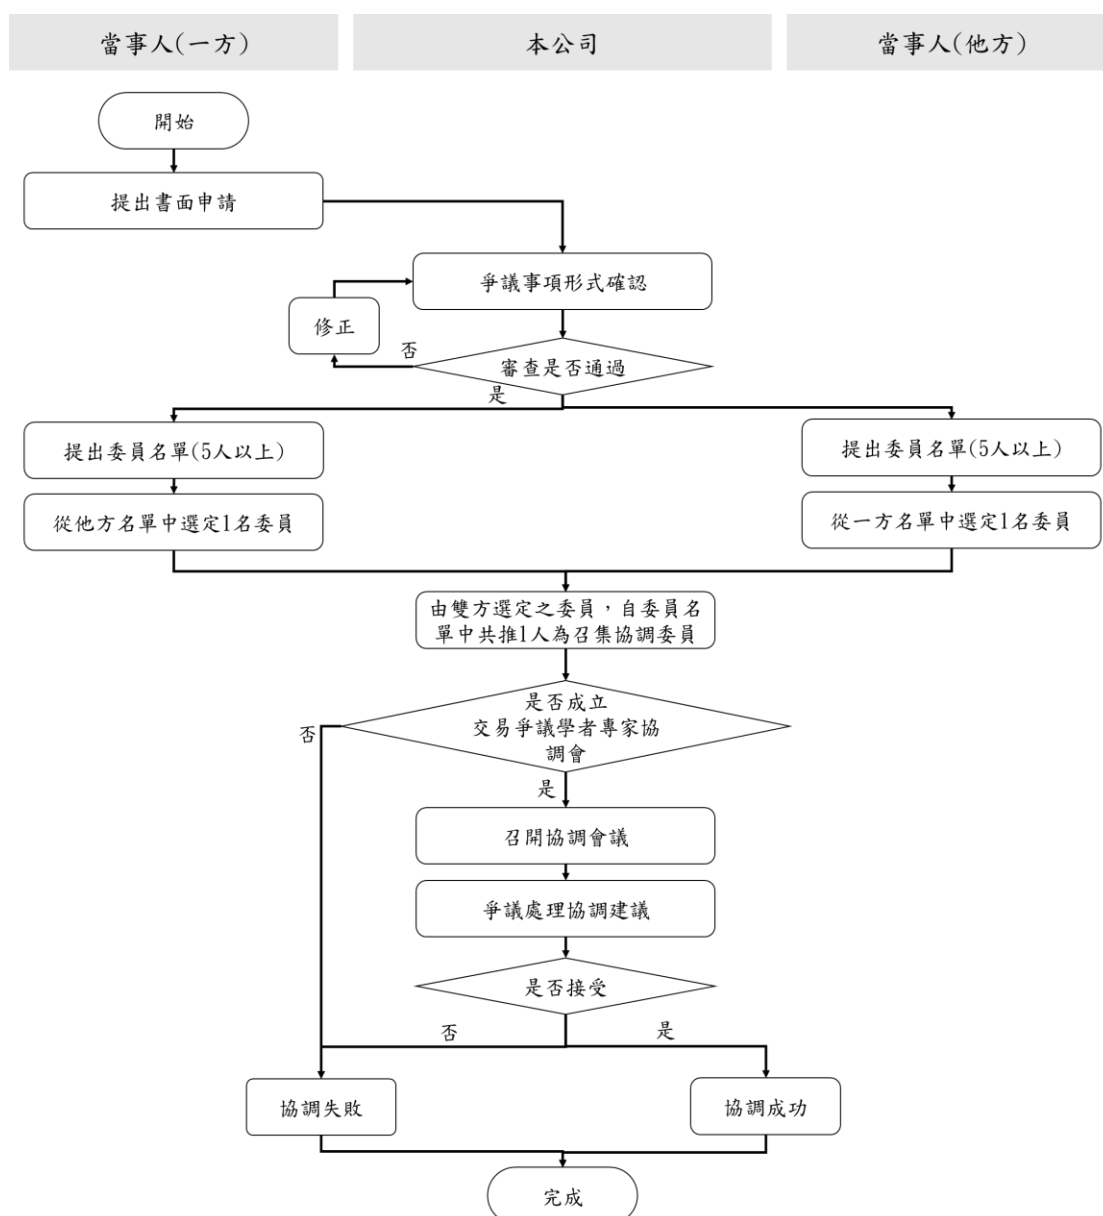 當事人(一方)
本公司
當事人(他方)
開始
提出書面申請
爭議事項形式確認
修正
否
審查是否通過
是
提出委員名單(5人以上)
提出委員名單(5人以上)
從他方名單中選定1名委員
從一方名單中選定1名委員
由雙方選定之委員，自委員名
單中共推1人為召集協調委員
是否成立
交易爭議學者專家協
調會
否
是
召開協調會議
爭議處理協調建議
是否接受
否
是
協調失敗
協調成功
完成